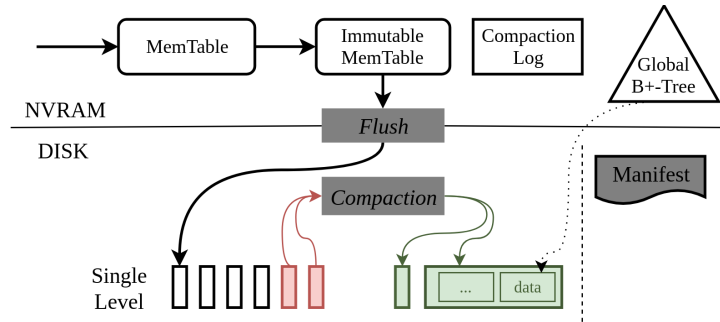 MemTable
Immutable
MemTable
Compaction
Log
Global
B+-Tree
NVRAM
Flush
DISK
Manifest
Compaction
Single
Level
...
data